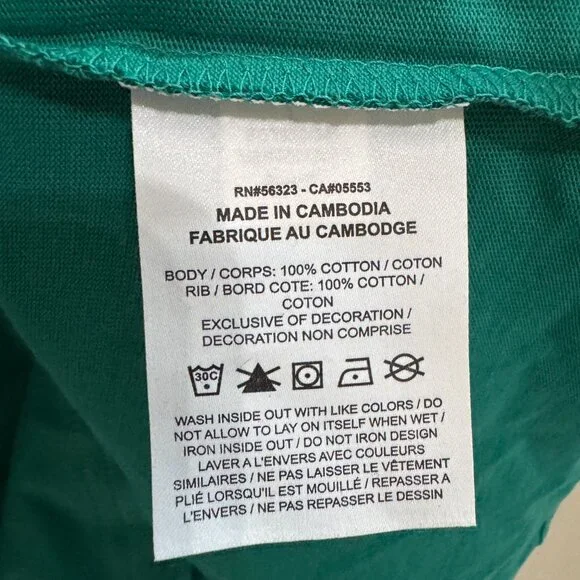 RN#56323 - CA#05553
MADE IN CAMBODIA
FABRIQUE AU CAMBODGE
BODY / CORPS: 100% COTTON / COTON
RIB / BORD COTE: 100% COTTON /
COTON
EXCLUSIVE OF DECORATION /
DECORATION NON COMPRISE
30C
WASH INSIDE OUT WITH LIKE COLORS / DO
NOT ALLOW TO LAY ON ITSELF WHEN WET /
IRON INSIDE OUT / DO NOT IRON DESIGN
LAVER A L'ENVERS AVEC COULEURS
SIMILAIRES / NE PAS LAISSER LE VÊTEMENT
PLIÉ LORSQU'IL EST MOUILLÉ / REPASSER A
L'ENVERS / NE PAS REPASSER LE DESSIN